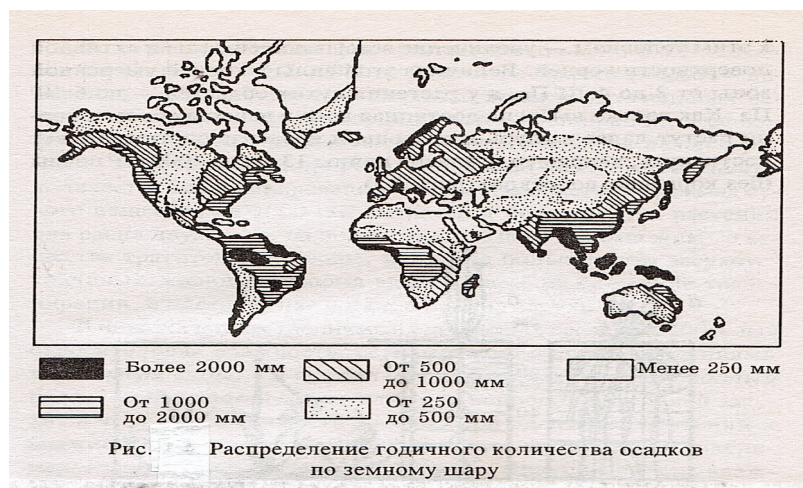 Более 2000 мм
От 500
до 1000 мм
Менее 250 мм
От 1000
до 2000 мм
От 250
до 500 мм
Рис. Распределение годичного количества осадков
по земному шару